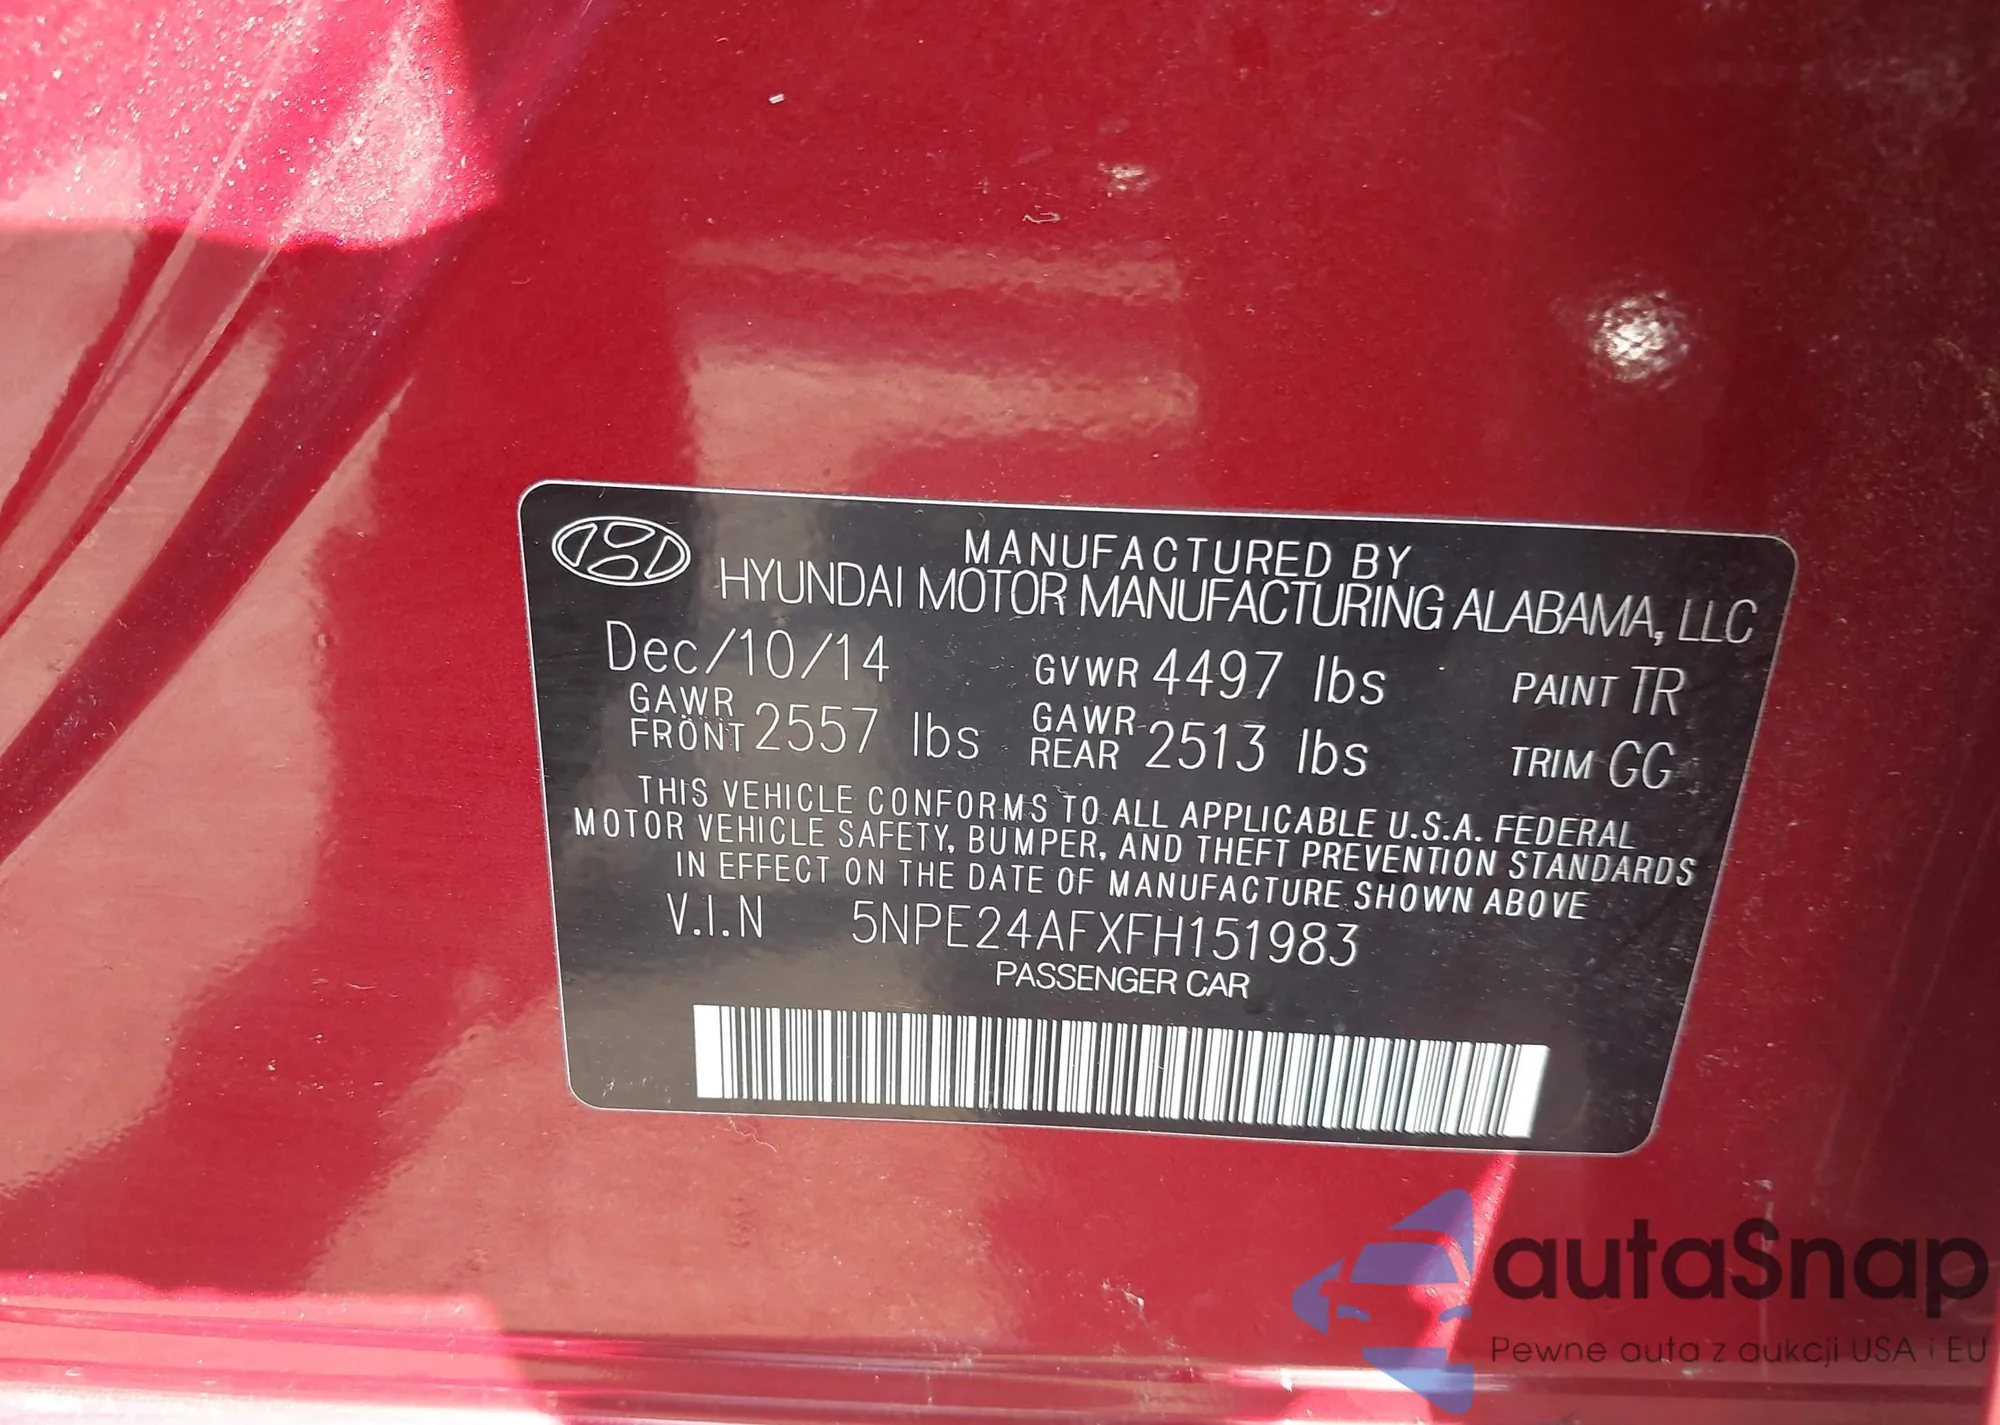 MANUFACTURED BY
HYUNDAI MOTOR MANUFACTURING ALABAMA, LLC
Dec/10/14 GVWR 4497 lbs PAINT TR
GAWR FRONT 2557 lbs GAWR REAR 2513 lbs TRIM GG
THIS VEHICLE CONFORMS TO ALL APPLICABLE U.S.A. FEDERAL
MOTOR VEHICLE SAFETY, BUMPER, AND THEFT PREVENTION STANDARDS
IN EFFECT ON THE DATE OF MANUFACTURE SHOWN ABOVE
V.I.N 5NPE24AFXFH151983
PASSENGER CAR
autaSnap
Pewne auta z aukcji USA i EU